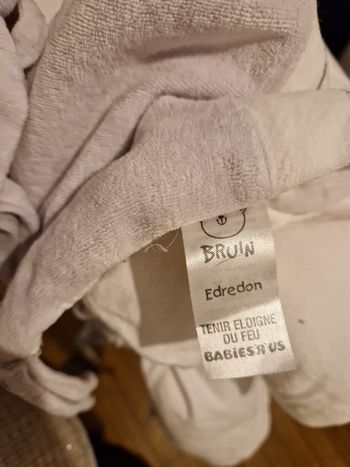 BRUIN
Edredon
TENIR ELOIGNE
DU FEU
BABIES"R"US